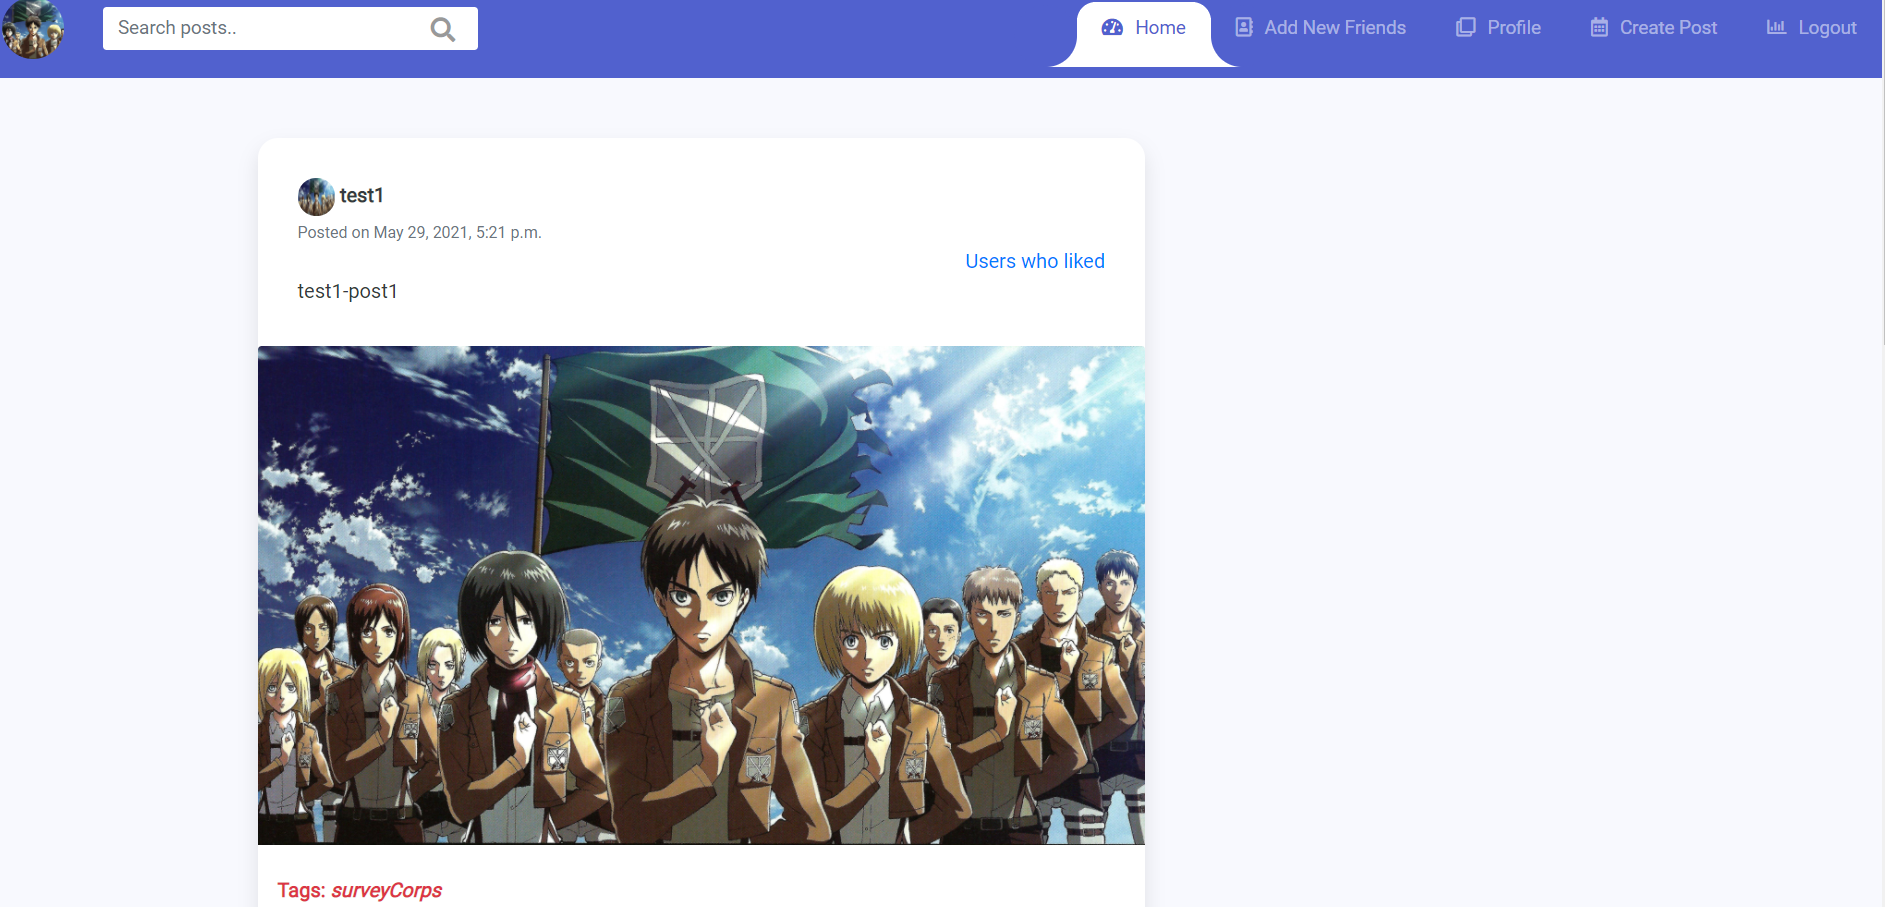 Search posts..
Home
Add New Friends
Profile
Create Post
Logout
test1
Posted on May 29, 2021, 5:21 p.m.
Users who liked
test1-post1
Tags: surveyCorps